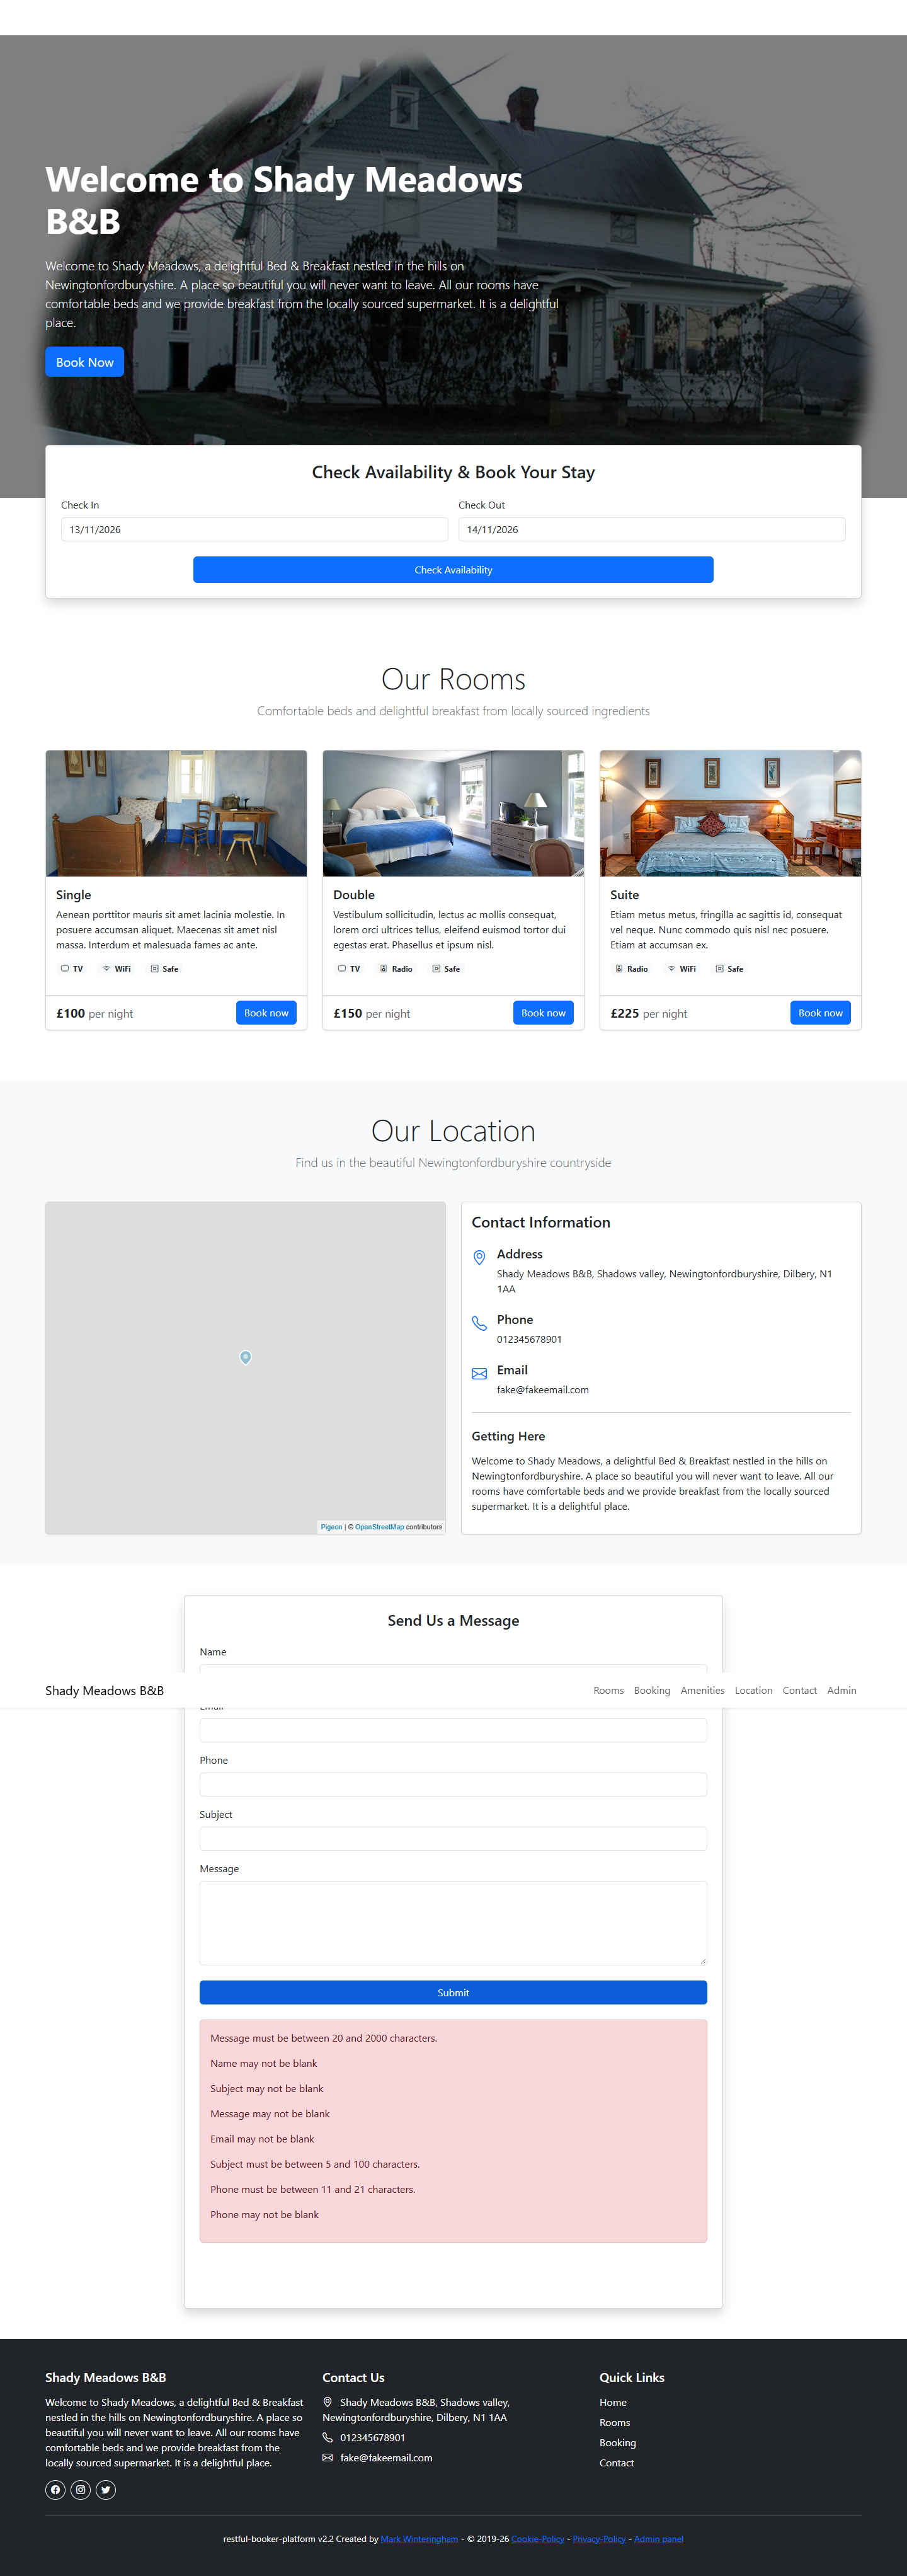 Welcome to Shady Meadows
B&B
Welcome to Shady Meadows, a delightful Bed & Breakfast nestled in the hills on
Newingtonfordburyshire. A place so beautiful you will never want to leave. All our rooms have
comfortable beds and we provide breakfast from the locally sourced supermarket. It is a delightful
place.
Book Now
Check Availability & Book Your Stay
Check In
Check Out
13/11/2026
14/11/2026
Check Availability
Our Rooms
Comfortable beds and delightful breakfast from locally sourced ingredients
Single
Aenean porttitor mauris sit amet lacinia molestie. In
posuere accumsan aliquet. Maecenas sit amet nisl
massa. Interdum et malesuada fames ac ante.
TV WiFi Safe
£100 per night
Book now
Double
Vestibulum sollicitudin, lectus ac mollis consequat,
lorem orci ultrices tellus, eleifend euismod tortor dui
egestas erat. Phasellus et ipsum nisl.
TV Radio Safe
£150 per night
Book now
Suite
Etiam metus metus, fringilla ac sagittis id, consequat
vel neque. Nunc commodo quis nisl nec posuere.
Etiam at accumsan ex.
Radio WiFi Safe
£225 per night
Book now
Our Location
Find us in the beautiful Newingtonfordburyshire countryside
Pigeon | © OpenStreetMap contributors
Contact Information
Address
Shady Meadows B&B, Shadows valley, Newingtonfordburyshire, Dilbery, N1
1AA
Phone
012345678901
Email
fake@fakeemail.com
Getting Here
Welcome to Shady Meadows, a delightful Bed & Breakfast nestled in the hills on
Newingtonfordburyshire. A place so beautiful you will never want to leave. All our
rooms have comfortable beds and we provide breakfast from the locally sourced
supermarket. It is a delightful place.
Send Us a Message
Name
Shady Meadows B&B
Rooms Booking Amenities Location Contact Admin
Phone
Subject
Message
Submit
Message must be between 20 and 2000 characters.
Name may not be blank
Subject may not be blank
Message may not be blank
Email may not be blank
Subject must be between 5 and 100 characters.
Phone must be between 11 and 21 characters.
Phone may not be blank
Shady Meadows B&B
Welcome to Shady Meadows, a delightful Bed & Breakfast
nestled in the hills on Newingtonfordburyshire. A place so
beautiful you will never want to leave. All our rooms have
comfortable beds and we provide breakfast from the
locally sourced supermarket. It is a delightful place.
Contact Us
Shady Meadows B&B, Shadows valley,
Newingtonfordburyshire, Dilbery, N1 1AA
012345678901
fake@fakeemail.com
Quick Links
Home
Rooms
Booking
Contact
restful-booker-platform v2.2 Created by Mark Winteringham - © 2019-26 Cookie-Policy - Privacy-Policy - Admin panel